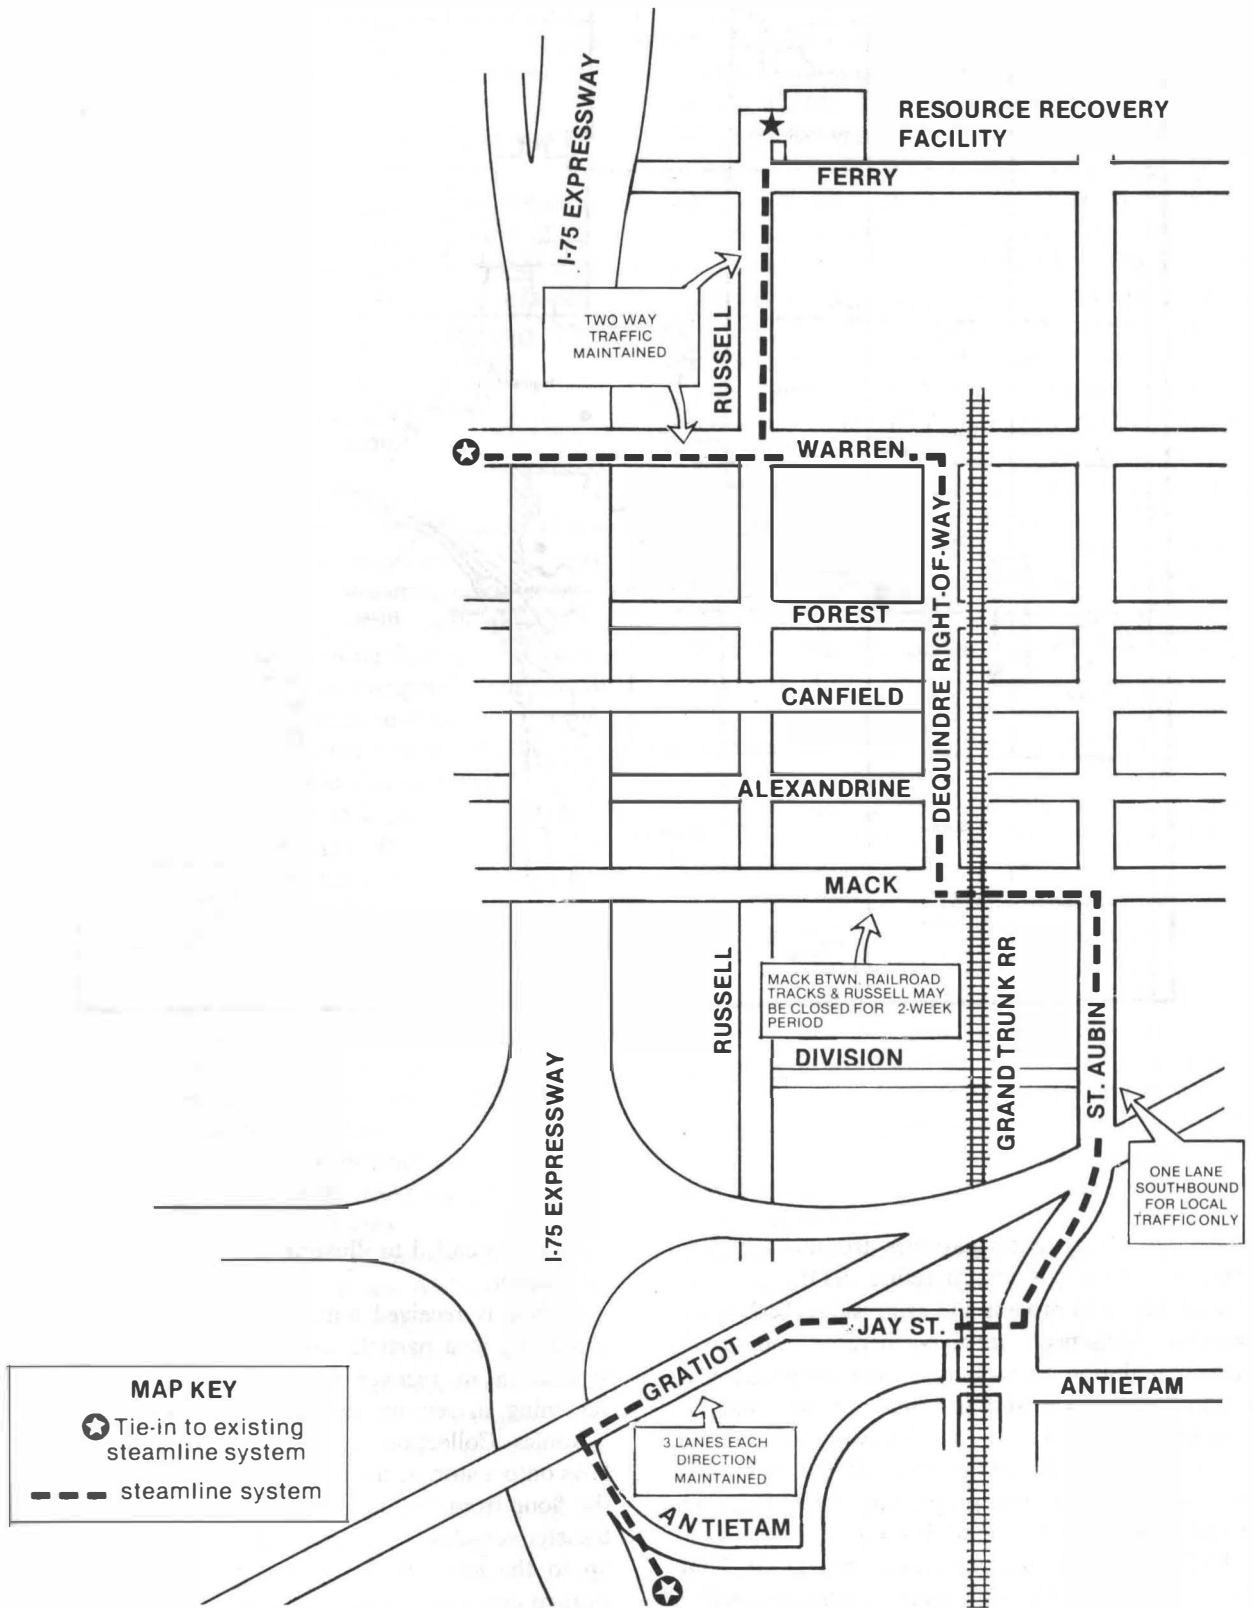 I-75 EXPRESSWAY
RESOURCE RECOVERY
FACILITY
FERRY
TWO WAY
TRAFFIC
MAINTAINED
RUSSELL
WARREN
DEQUINDRE RIGHT-OF-WAY
FOREST
CANFIELD
ALEXANDRINE
MACK
MACK BTWN. RAILROAD
TRACKS & RUSSELL MAY
BE CLOSED FOR 2-WEEK
PERIOD
RUSSELL
GRAND TRUNK RR
ST. AUBIN
DIVISION
I-75 EXPRESSWAY
ONE LANE
SOUTHBOUND
FOR LOCAL
TRAFFIC ONLY
JAY ST.
GRATIOT
ANTIETAM
3 LANES EACH
DIRECTION
MAINTAINED
ANTIETAM
MAP KEY
Tie-in to existing
steamline system
steamline system